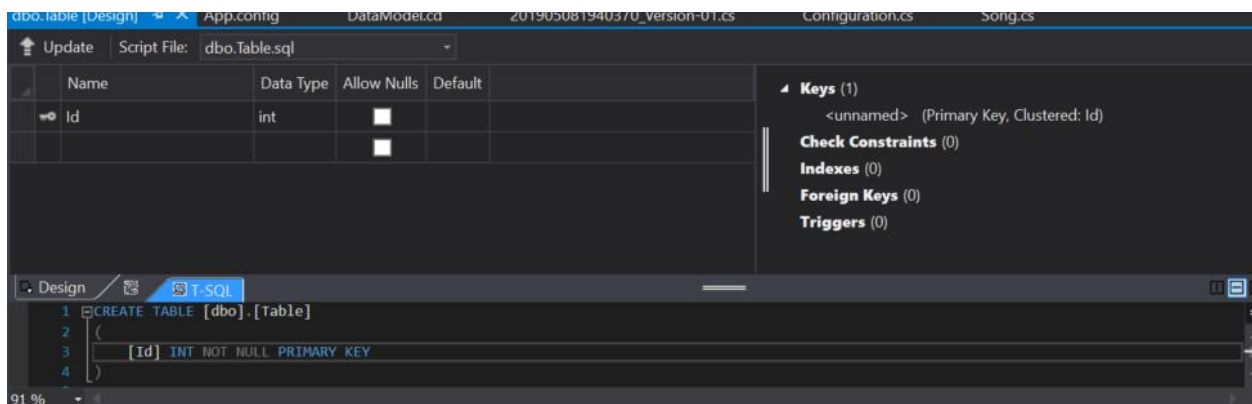 dbo.Table [Design] App.config DataModel.cd 201905081940370_Version-01.cs Configuration.cs Song.cs
Update Script File: dbo.Table.sql
Name Data Type Allow Nulls Default
Id int
Keys (1)
<unnamed> (Primary Key, Clustered: Id)
Check Constraints (0)
Indexes (0)
Foreign Keys (0)
Triggers (0)
Design T-SQL
1 CREATE TABLE [dbo].[Table]
2 (
3 [Id] INT NOT NULL PRIMARY KEY
4 )
91 %